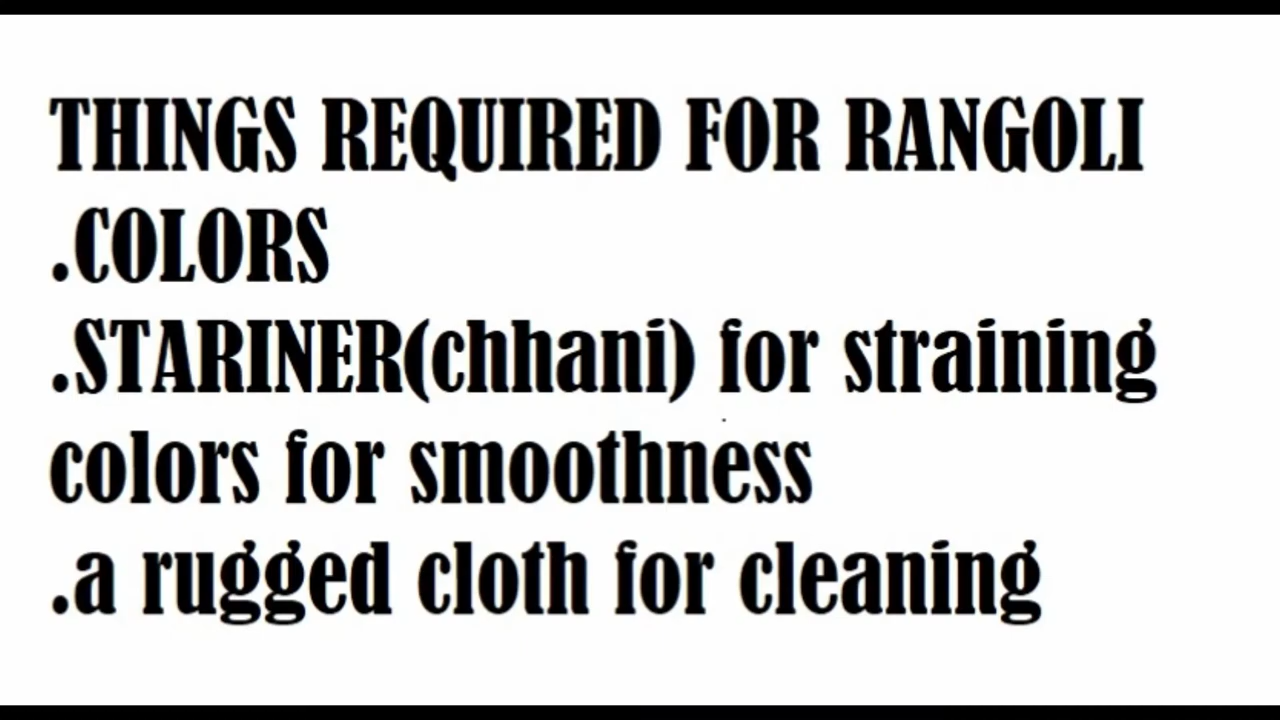 THINGS REQUIRED FOR RANGOLI
.COLORS
.STARINER(chhani) for straining
colors for smoothness
.a rugged cloth for cleaning